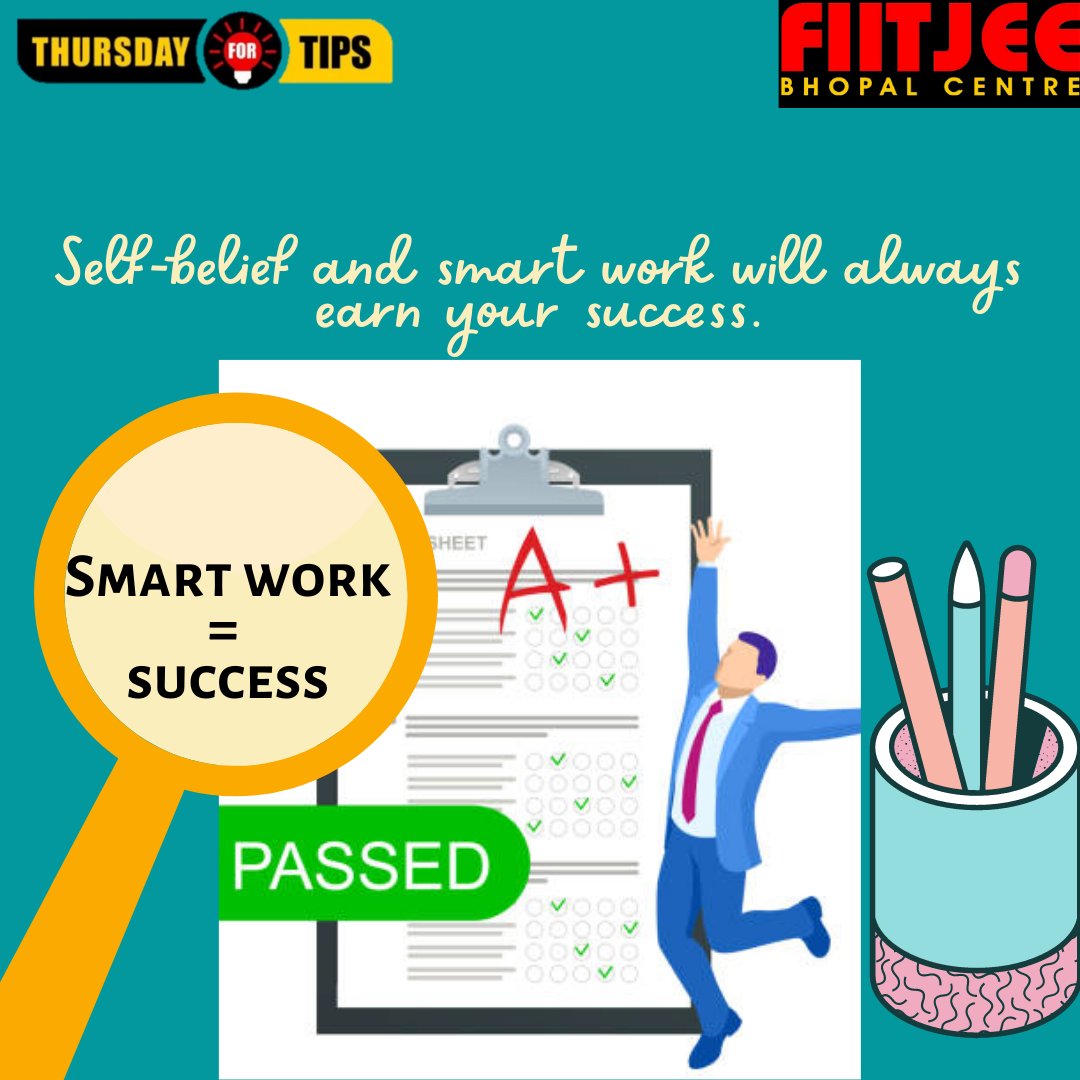 THURSDAY FOR TIPS
FIITJEE
BHOPAL CENTRE
Self-belief and smart work will always
earn your success.
SHEET
A+
SMART WORK
=
SUCCESS
PASSED